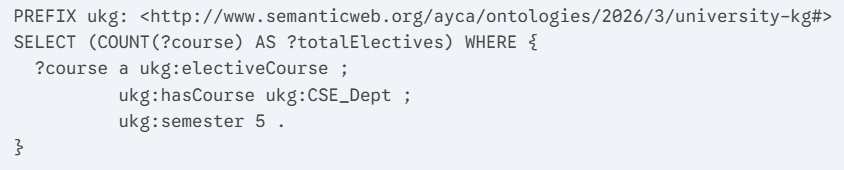 PREFIX ukg: <http://www.semanticweb.org/ayca/ontologies/2026/3/university-kg#>
SELECT (COUNT(?course) AS ?totalElectives) WHERE {
  ?course a ukg:electiveCourse ;
          ukg:hasCourse ukg:CSE_Dept ;
          ukg:semester 5 .
}